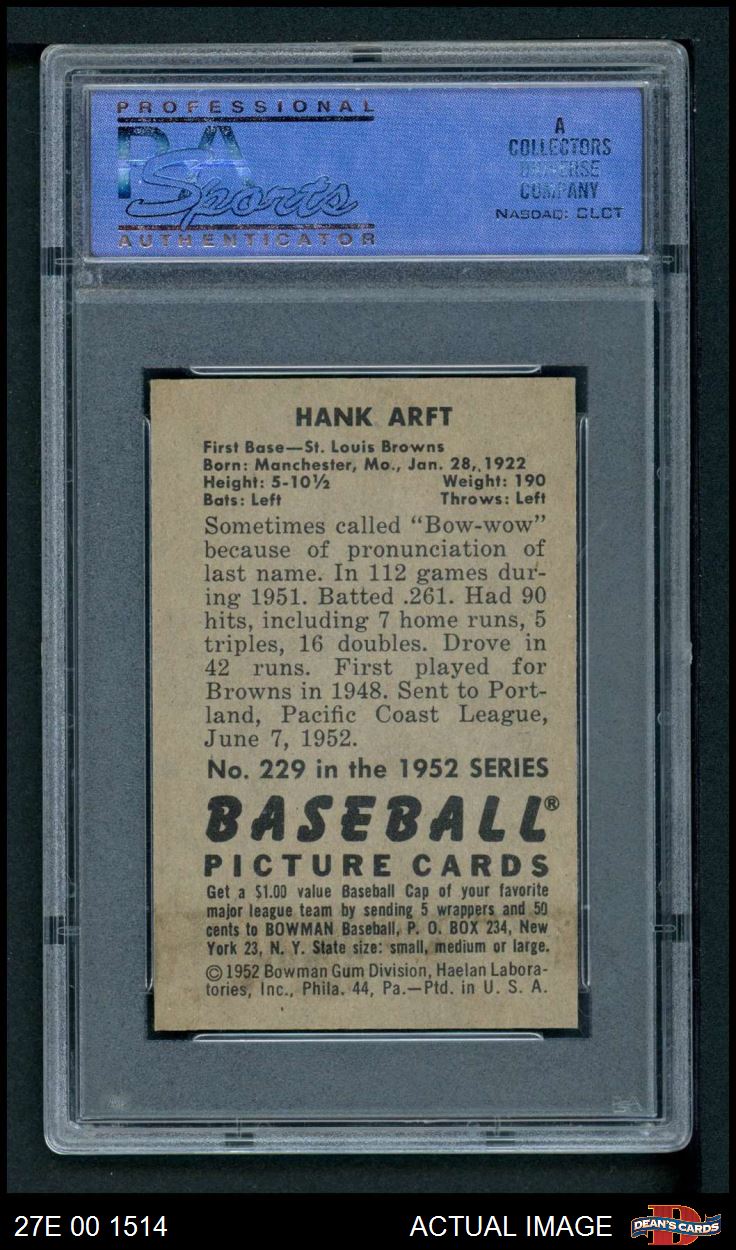 PROFESSIONAL
PSA
Sports
AUTHENTICATOR
A
COLLECTORS
UNIVERSE
COMPANY
NASDAQ: CLCT
HANK ARFT
First Base—St. Louis Browns
Born: Manchester, Mo., Jan. 28, 1922
Height: 5-10½ Weight: 190
Bats: Left Throws: Left
Sometimes called "Bow-wow"
because of pronunciation of
last name. In 112 games dur-
ing 1951. Batted .261. Had 90
hits, including 7 home runs, 5
triples, 16 doubles. Drove in
42 runs. First played for
Browns in 1948. Sent to Port-
land, Pacific Coast League,
June 7, 1952.
No. 229 in the 1952 SERIES
BASEBALL®
PICTURE CARDS
Get a $1.00 value Baseball Cap of your favorite
major league team by sending 5 wrappers and 50
cents to BOWMAN Baseball, P. O. BOX 234, New
York 23, N. Y. State size: small, medium or large.
© 1952 Bowman Gum Division, Haelan Labora-
tories, Inc., Phila. 44, Pa.—Ptd. in U. S. A.
PSA
27E 00 1514 ACTUAL IMAGE DEAN'S CARDS